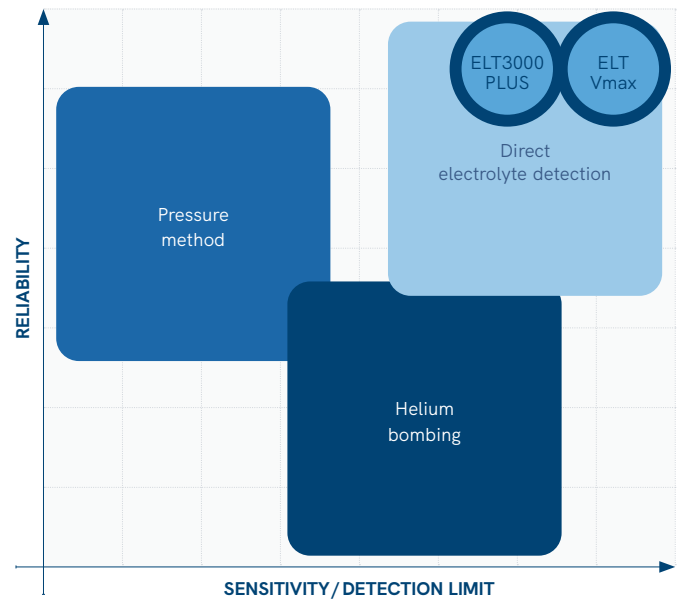 ELT3000
PLUS
ELT
Vmax
Direct
electrolyte detection
Pressure
method
RELIABILITY
Helium
bombing
SENSITIVITY/DETECTION LIMIT